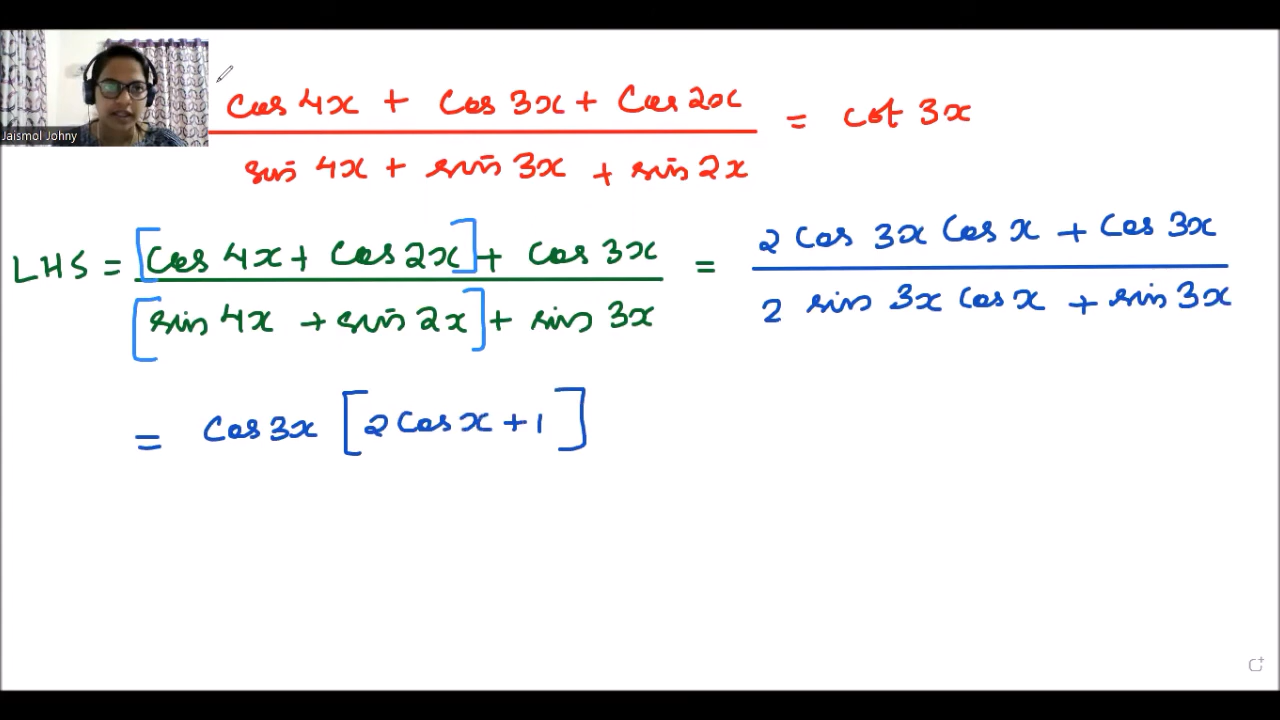 Jaismol Johny
cos 4x + cos 3x + cos 2x
= cot 3x
sin 4x + sin 3x + sin 2x
LHS = [cos 4x + cos 2x] + cos 3x
[sin 4x + sin 2x] + sin 3x
= 2 cos 3x cos x + cos 3x
2 sin 3x cos x + sin 3x
= cos 3x [2 cos x + 1]